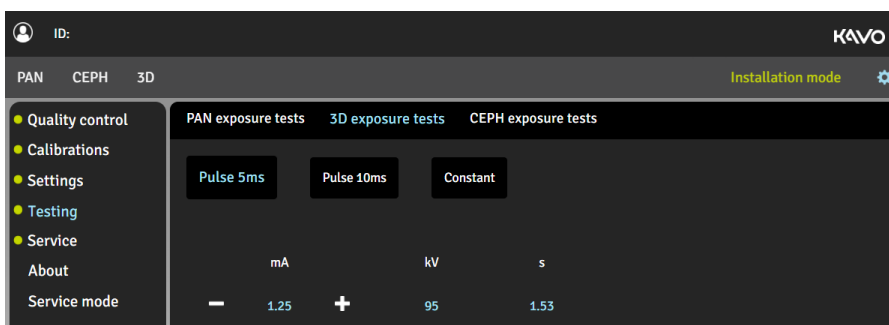 ID:
KAVO
PAN CEPH 3D Installation mode
Quality control
Calibrations
Settings
Testing
Service
About
Service mode
PAN exposure tests 3D exposure tests CEPH exposure tests
Pulse 5ms Pulse 10ms Constant
mA kV s
− 1.25 + 95 1.53